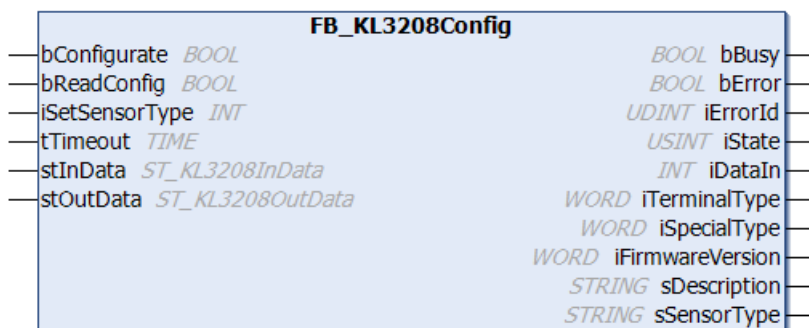 FB_KL3208Config
bConfigurate BOOL BOOL bBusy
bReadConfig BOOL BOOL bError
iSetSensorType INT UDINT iErrorId
tTimeout TIME USINT iState
stInData ST_KL3208InData INT iDataIn
stOutData ST_KL3208OutData WORD iTerminalType
WORD iSpecialType
WORD iFirmwareVersion
STRING sDescription
STRING sSensorType